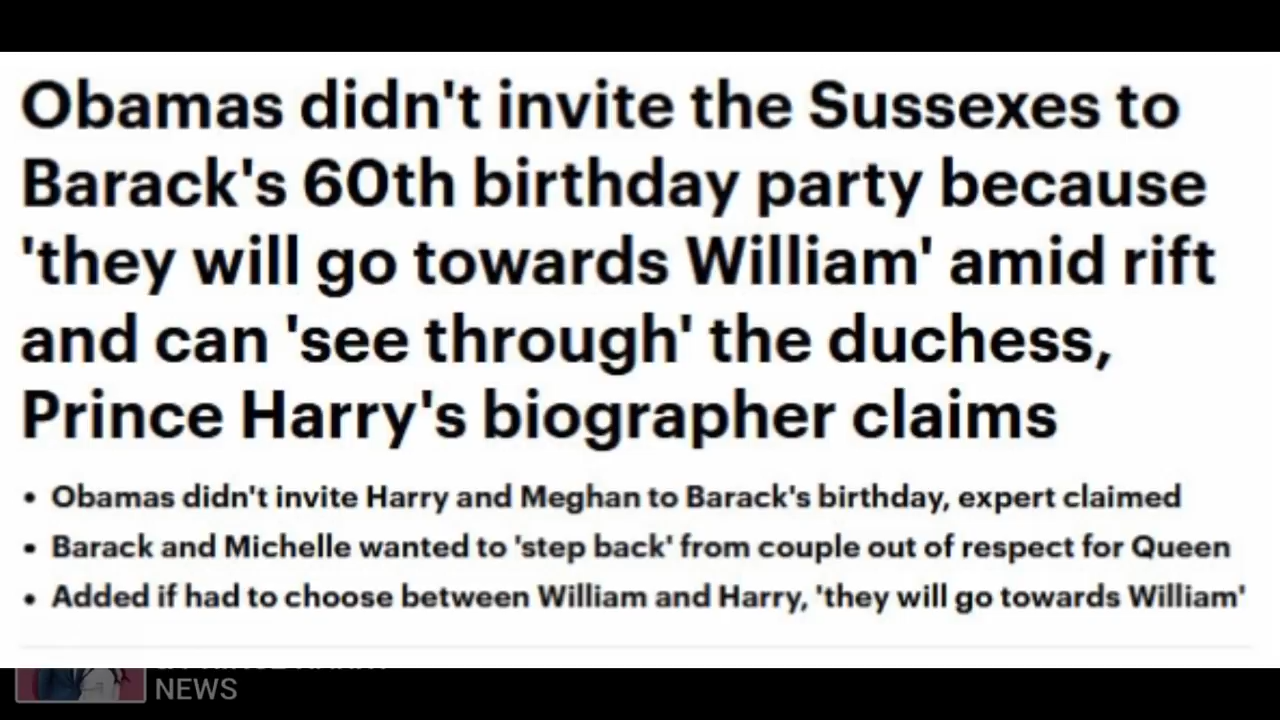 Obamas didn't invite the Sussexes to
Barack's 60th birthday party because
'they will go towards William' amid rift
and can 'see through' the duchess,
Prince Harry's biographer claims
• Obamas didn't invite Harry and Meghan to Barack's birthday, expert claimed
• Barack and Michelle wanted to 'step back' from couple out of respect for Queen
• Added if had to choose between William and Harry, 'they will go towards William'
NEWS